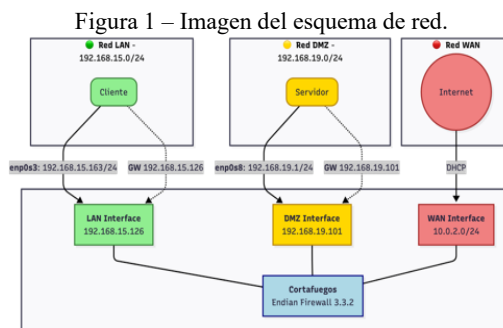 Figura 1 – Imagen del esquema de red.
Red LAN -
192.168.15.0/24
Cliente
Red DMZ -
192.168.19.0/24
Servidor
Red WAN
Internet
enp0s3: 192.168.15.163/24
GW 192.168.15.126
enp0s8: 192.168.19.1/24
GW 192.168.19.101
DHCP
LAN Interface
192.168.15.126
DMZ Interface
192.168.19.101
WAN Interface
10.0.2.0/24
Cortafuegos
Endian Firewall 3.3.2